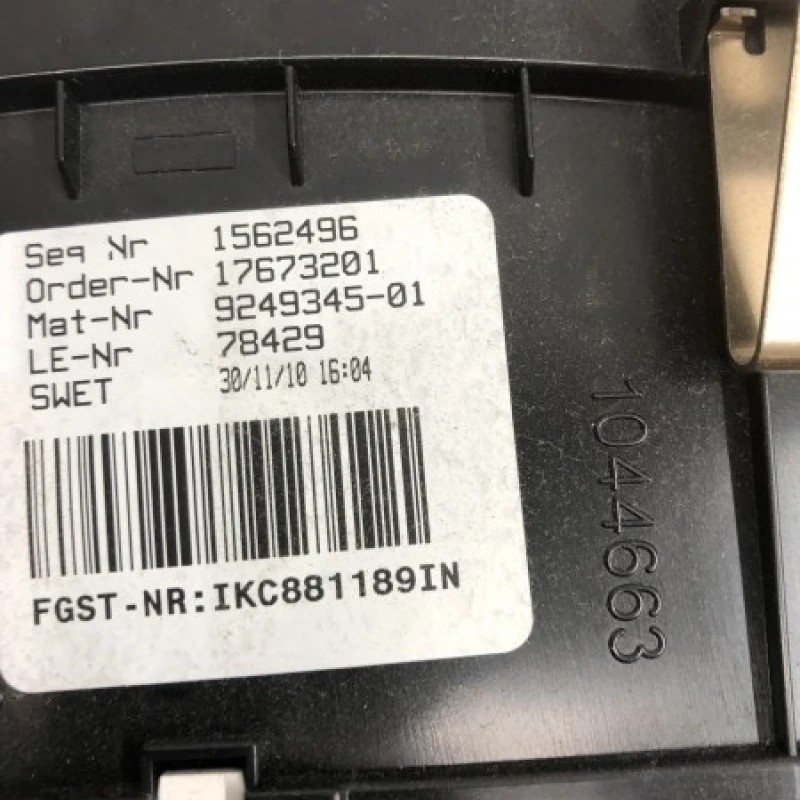 Seq Nr 1562496
Order-Nr 17673201
Mat-Nr 9249345-01
LE-Nr 78429
SWET 30/11/10 16:04
FGST-NR:IKC881189IN
1044663